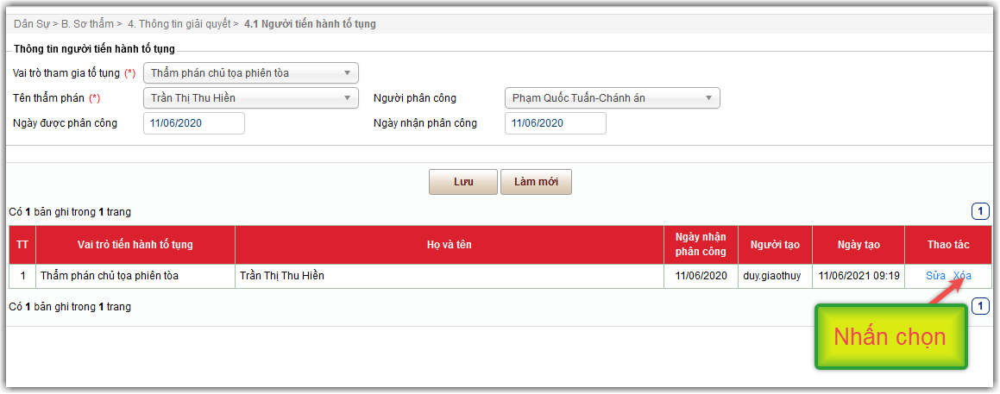 Dân Sự > B. Sơ thẩm > 4. Thông tin giải quyết > 4.1 Người tiến hành tố tụng
Thông tin người tiến hành tố tụng
Vai trò tham gia tố tụng (*) Thẩm phán chủ tọa phiên tòa
Tên thẩm phán (*) Trần Thị Thu Hiền Người phân công Phạm Quốc Tuấn-Chánh án
Ngày được phân công 11/06/2020 Ngày nhận phân công 11/06/2020
Lưu Làm mới
Có 1 bản ghi trong 1 trang 1
TT Vai trò tiến hành tố tụng Họ và tên Ngày nhận phân công Người tạo Ngày tạo Thao tác
1 Thẩm phán chủ tọa phiên tòa Trần Thị Thu Hiền 11/06/2020 duy.giaothuy 11/06/2021 09:19 Sửa Xóa
Có 1 bản ghi trong 1 trang 1
Nhấn chọn